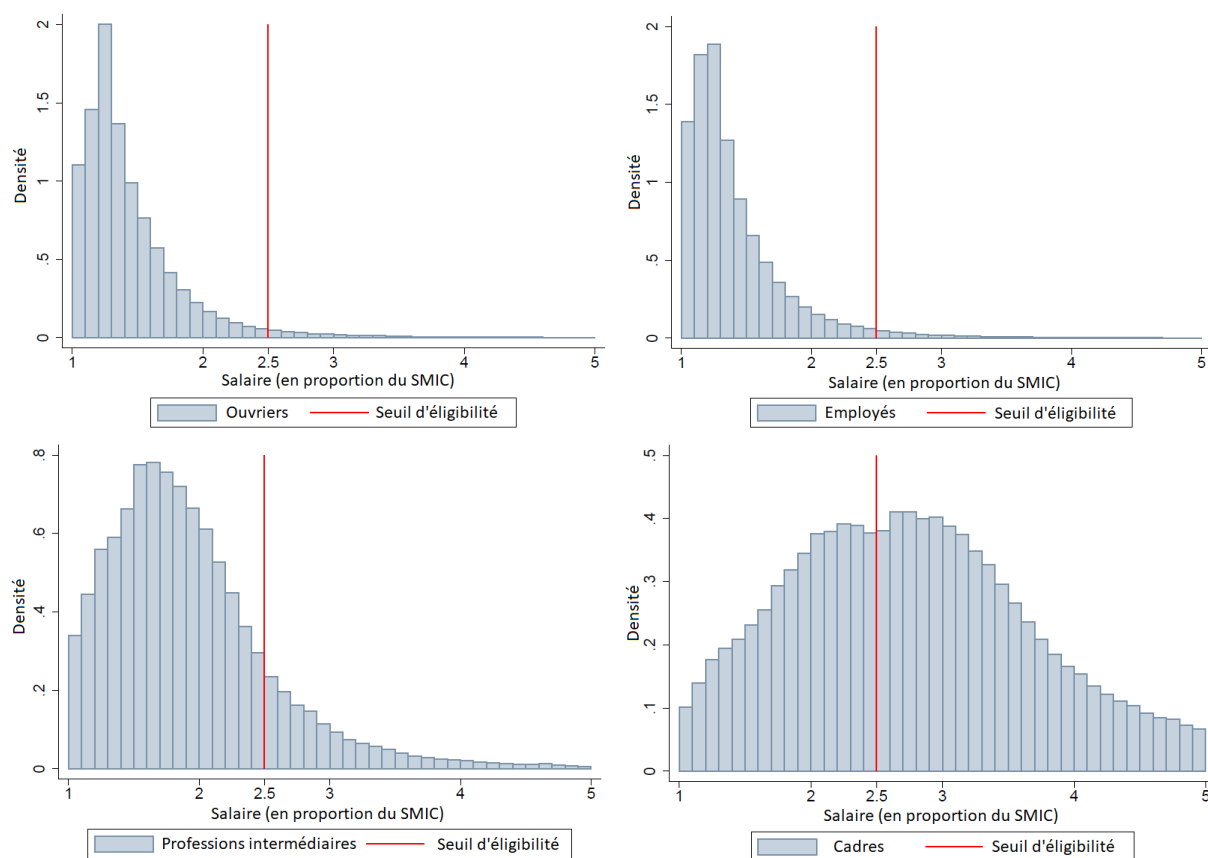 Densité
2
1.5
1
.5
0
1 2 2.5 3 4 5
Salaire (en proportion du SMIC)
Ouvriers Seuil d'éligibilité
Densité
2
1.5
1
.5
0
1 2 2.5 3 4 5
Salaire (en proportion du SMIC)
Employés Seuil d'éligibilité
Densité
.8
.6
.4
.2
0
1 2 2.5 3 4 5
Salaire (en proportion du SMIC)
Professions intermédiaires Seuil d'éligibilité
Densité
.5
.4
.3
.2
.1
0
1 2 2.5 3 4 5
Salaire (en proportion du SMIC)
Cadres Seuil d'éligibilité